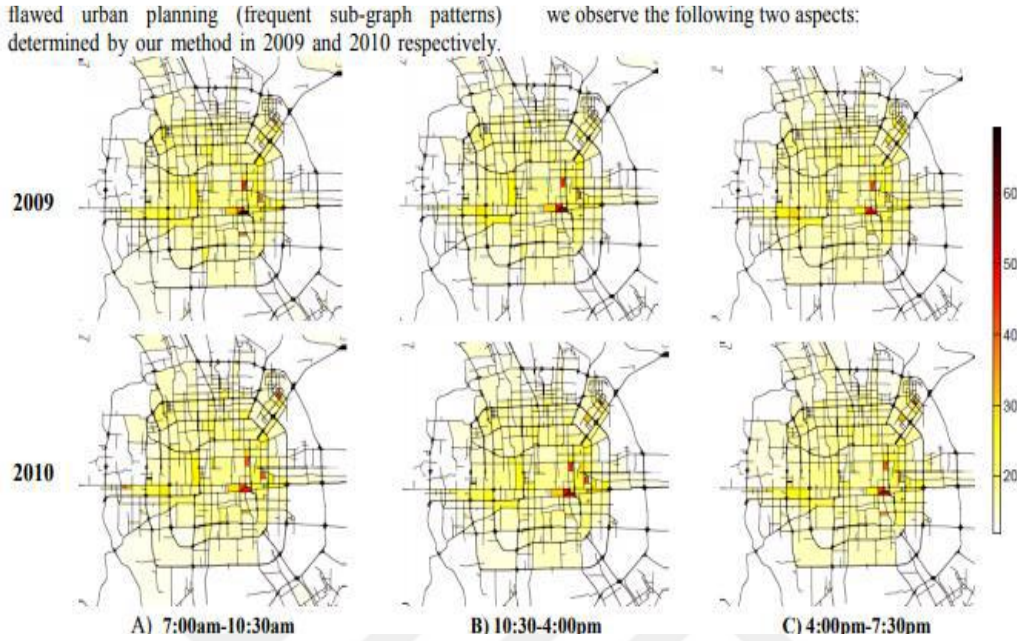 flawed urban planning (frequent sub-graph patterns)
determined by our method in 2009 and 2010 respectively.
we observe the following two aspects:
2009
60
50
40
30
20
2010
A) 7:00am-10:30am
B) 10:30-4:00pm
C) 4:00pm-7:30pm